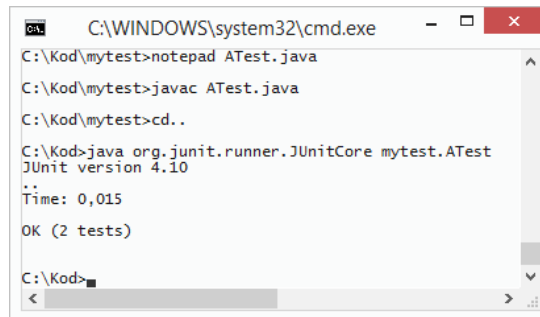 C:\WINDOWS\system32\cmd.exe
C:\Kod\mytest>notepad ATest.java
C:\Kod\mytest>javac ATest.java
C:\Kod\mytest>cd..
C:\Kod>java org.junit.runner.JUnitCore mytest.ATest
JUnit version 4.10
..
Time: 0,015
OK (2 tests)
C:\Kod>